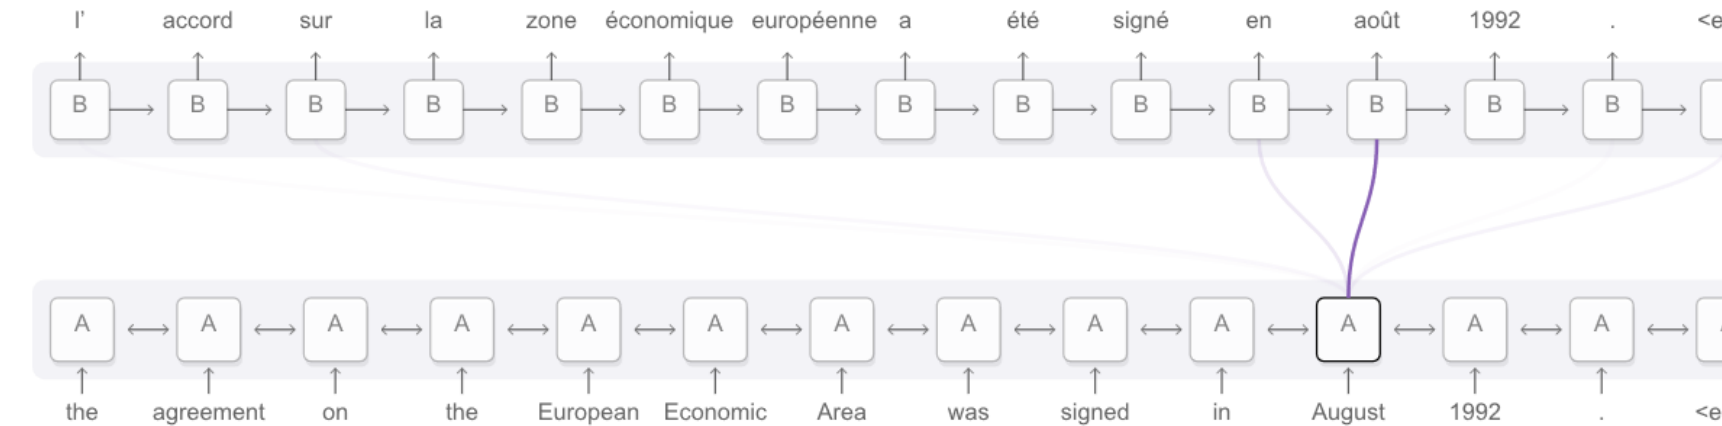 l’ accord sur la zone économique européenne a été signé en août 1992 . <e
B B B B B B B B B B B B B B
A A A A A A A A A A A A A
the agreement on the European Economic Area was signed in August 1992 . <e